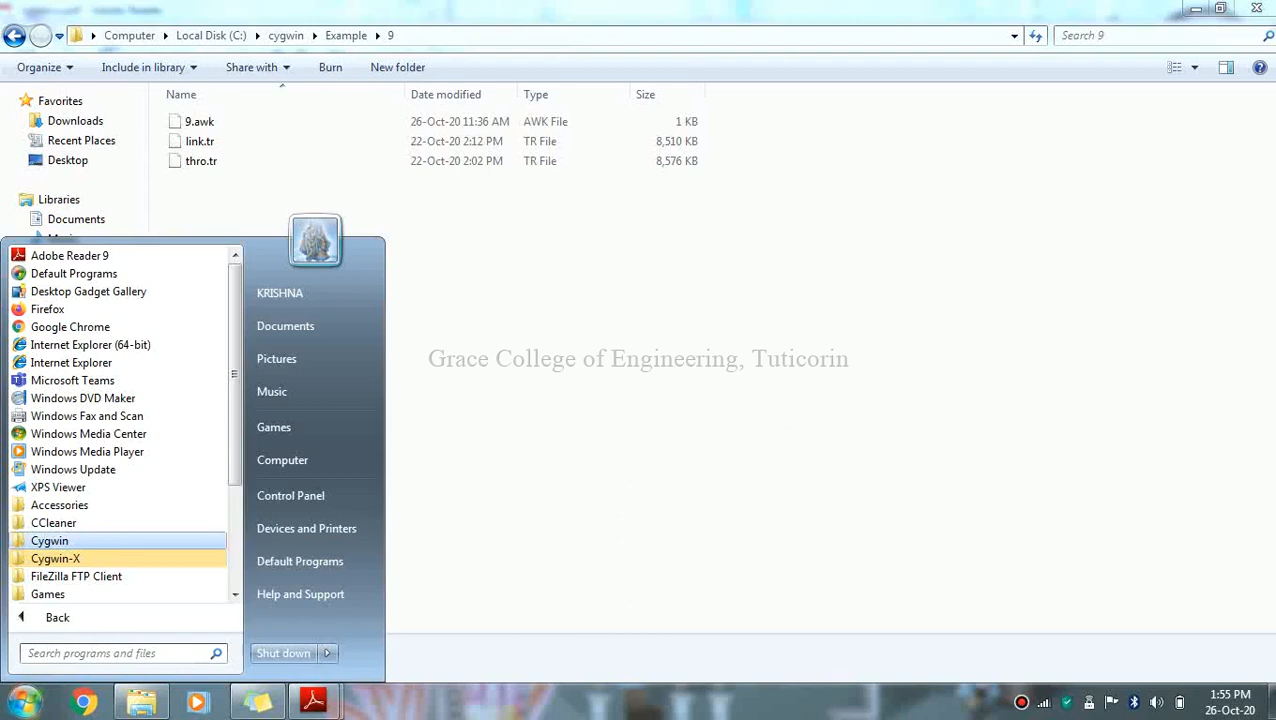 Computer
Local Disk (C:)
cygwin
Example
9
Search 9
Organize
Include in library
Share with
Burn
New folder
Name
Date modified
Type
Size
Favorites
Downloads
Recent Places
Desktop
Libraries
Documents
9.awk 26-Oct-20 11:36 AM AWK File 1 KB
link.tr 22-Oct-20 2:12 PM TR File 8,510 KB
thro.tr 22-Oct-20 2:02 PM TR File 8,576 KB
Adobe Reader 9
Default Programs
Desktop Gadget Gallery
Firefox
Google Chrome
Internet Explorer (64-bit)
Internet Explorer
Microsoft Teams
Windows DVD Maker
Windows Fax and Scan
Windows Media Center
Windows Media Player
Windows Update
XPS Viewer
Accessories
CCleaner
Cygwin
Cygwin-X
FileZilla FTP Client
Games
Back
Search programs and files
KRISHNA
Documents
Pictures
Music
Games
Computer
Control Panel
Devices and Printers
Default Programs
Help and Support
Shut down
Grace College of Engineering, Tuticorin
1:55 PM
26-Oct-20